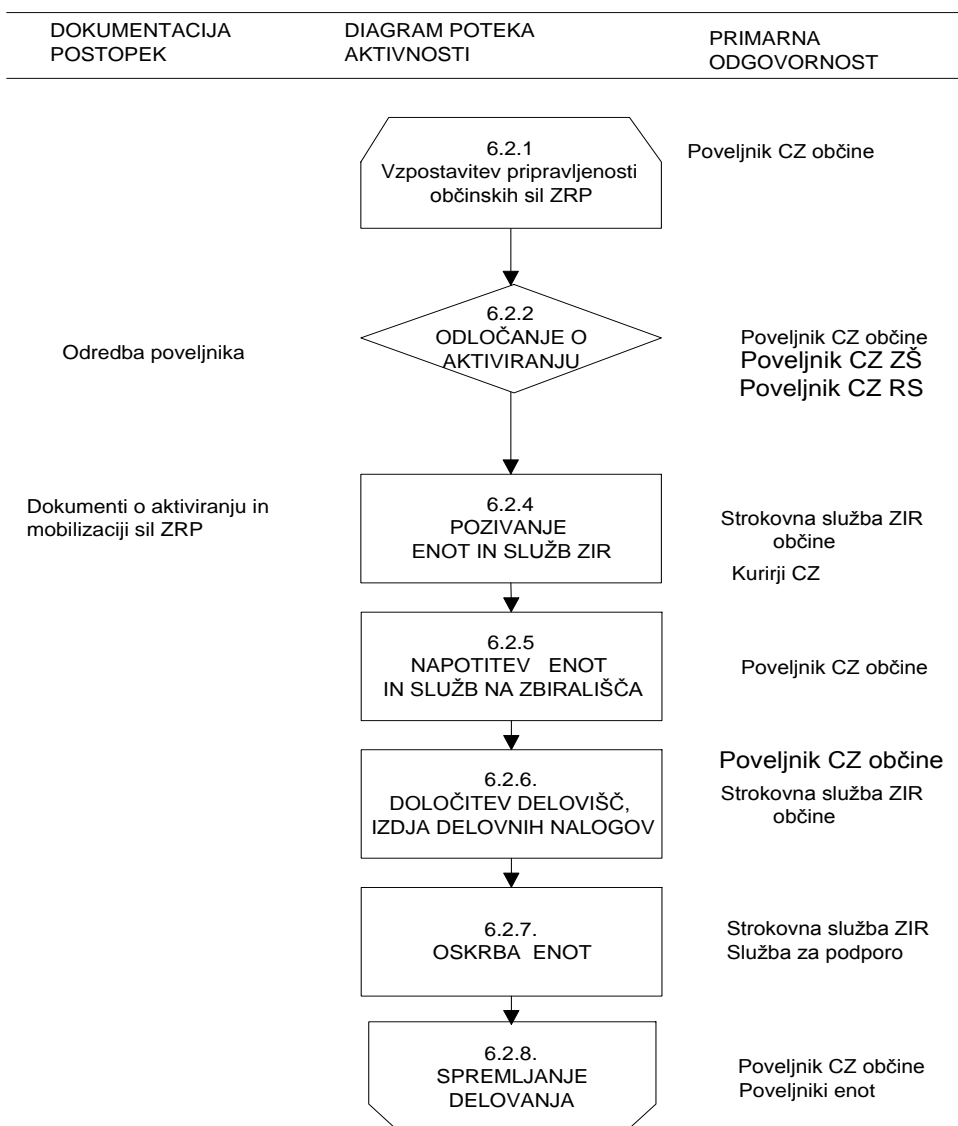 DOKUMENTACIJA
POSTOPEK
DIAGRAM POTEKA
AKTIVNOSTI
PRIMARNA
ODGOVORNOST
6.2.1
Vzpostavitev pripravljenosti
občinskih sil ZRP
Poveljnik CZ občine
Odredba poveljnika
6.2.2
ODLOČANJE O
AKTIVIRANJU
Poveljnik CZ občine
Poveljnik CZ ZŠ
Poveljnik CZ RS
Dokumenti o aktiviranju in
mobilizaciji sil ZRP
6.2.4
POZIVANJE
ENOT IN SLUŽB ZIR
Strokovna služba ZIR
občine
Kurirji CZ
6.2.5
NAPOTITEV ENOT
IN SLUŽB NA ZBIRALIŠČA
Poveljnik CZ občine
6.2.6.
DOLOČITEV DELOVIŠČ,
IZDJA DELOVNIH NALOGOV
Poveljnik CZ občine
Strokovna služba ZIR
občine
6.2.7.
OSKRBA ENOT
Strokovna služba ZIR
Služba za podporo
6.2.8.
SPREMLJANJE
DELOVANJA
Poveljnik CZ občine
Poveljniki enot